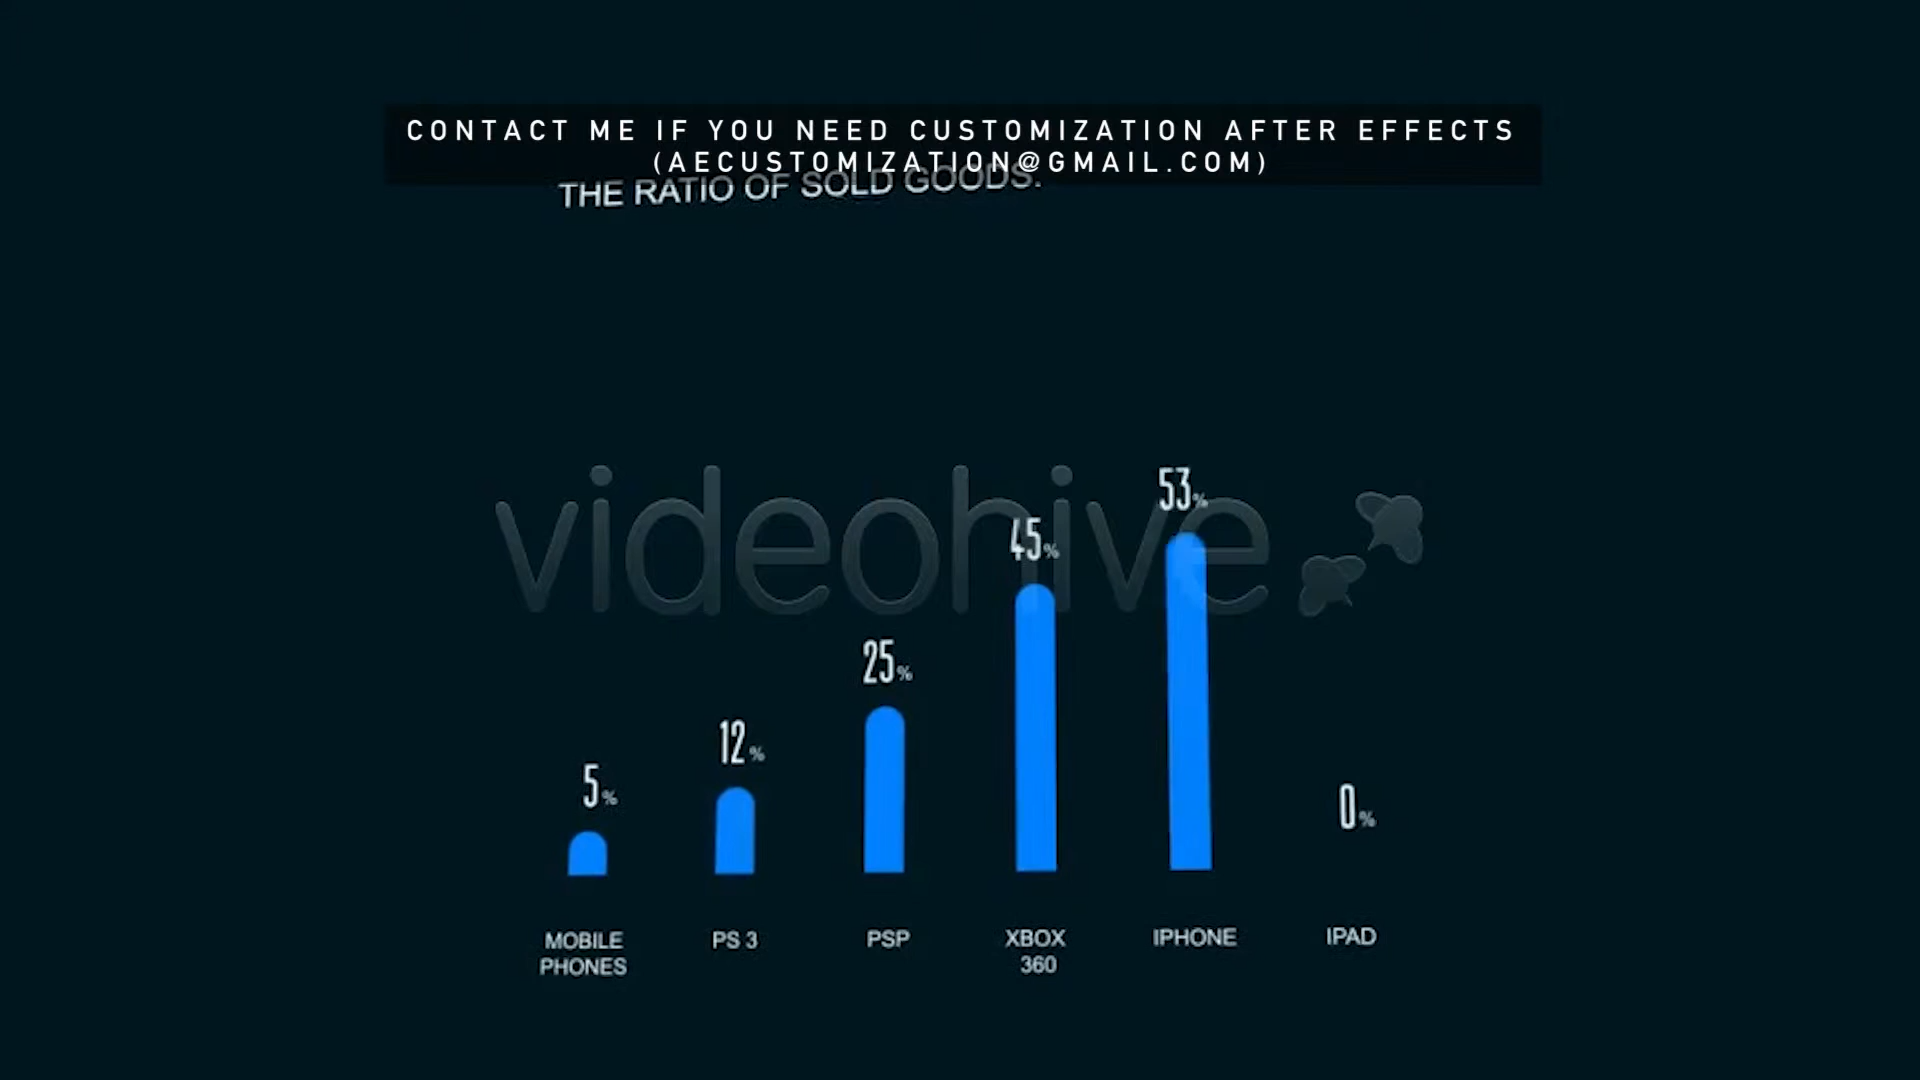 CONTACT ME IF YOU NEED CUSTOMIZATION AFTER EFFECTS
(AECUSTOMIZATION@GMAIL.COM)
THE RATIO OF SOLD GOODS.
videohive
53%
45%
25%
12%
5%
0%
MOBILE PHONES
PS 3
PSP
XBOX 360
IPHONE
IPAD